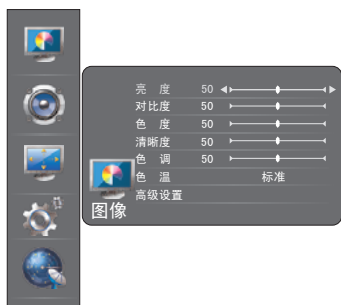 亮 度 50
对比度 50
色 度 50
清晰度 50
色 调 50
色 温 标准
高级设置
图像